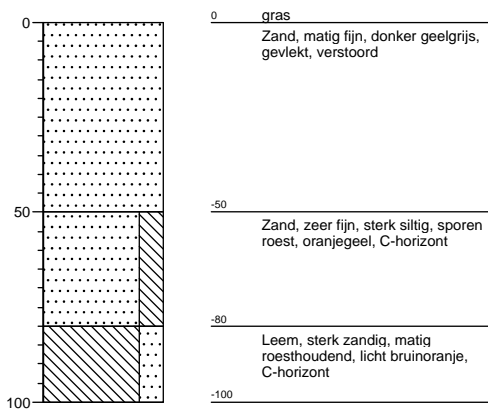 0
50
100
0
gras
Zand, matig fijn, donker geelgrijs,
gevlekt, verstoord
-50
Zand, zeer fijn, sterk siltig, sporen
roest, oranjegeel, C-horizont
-80
Leem, sterk zandig, matig
roesthoudend, licht bruinoranje,
C-horizont
-100